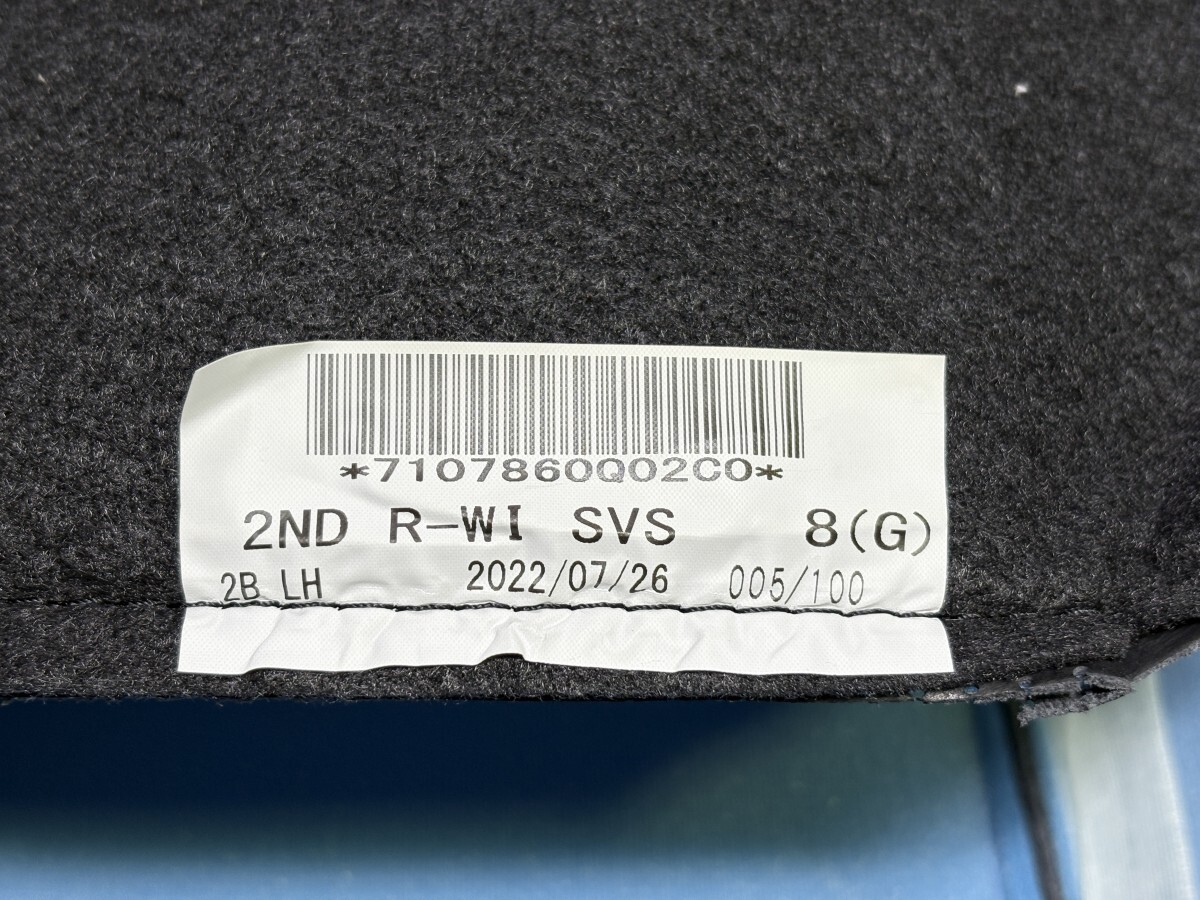 *7107860Q02C0*
2ND R-WI SVS 8(G)
2B LH 2022/07/26 005/100